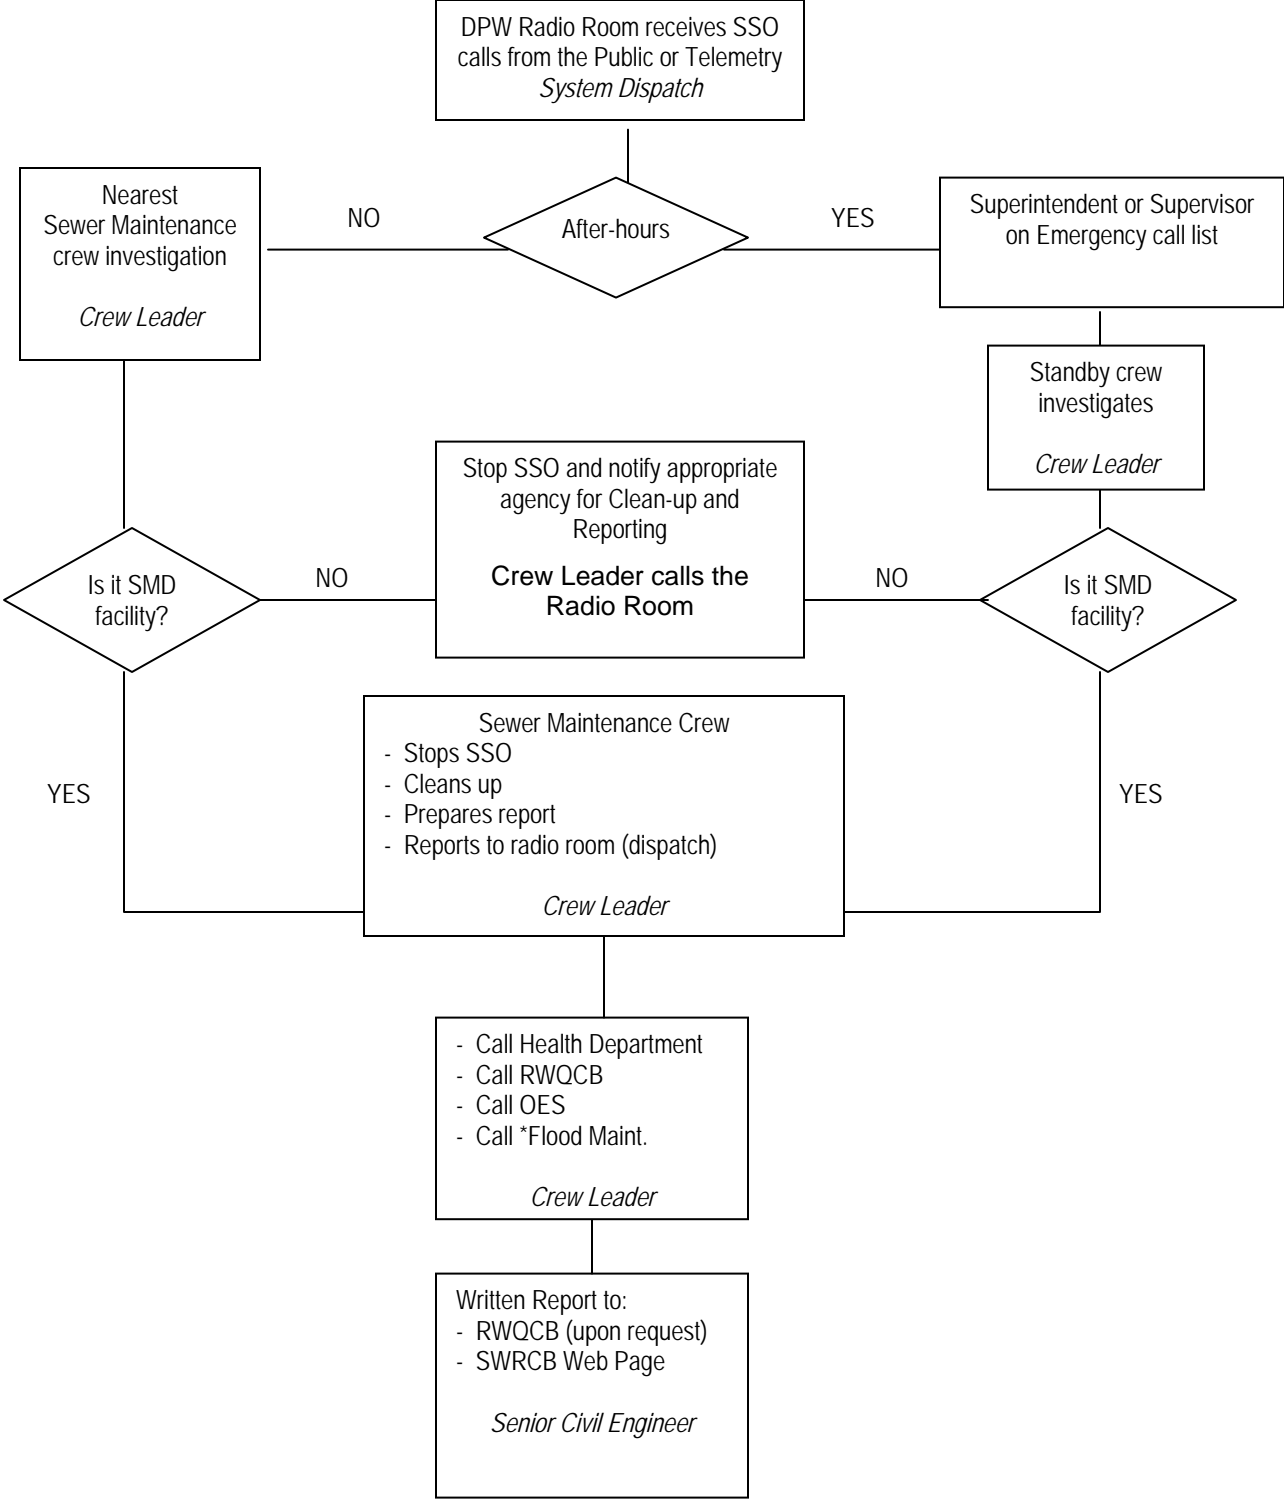 DPW Radio Room receives SSO
calls from the Public or Telemetry
System Dispatch
After-hours
NO
YES
Nearest
Sewer Maintenance
crew investigation
Crew Leader
Superintendent or Supervisor
on Emergency call list
Standby crew
investigates
Crew Leader
Is it SMD
facility?
NO
Stop SSO and notify appropriate
agency for Clean-up and
Reporting
Crew Leader calls the
Radio Room
NO
Is it SMD
facility?
YES
YES
Sewer Maintenance Crew
- Stops SSO
- Cleans up
- Prepares report
- Reports to radio room (dispatch)
Crew Leader
- Call Health Department
- Call RWQCB
- Call OES
- Call *Flood Maint.
Crew Leader
Written Report to:
- RWQCB (upon request)
- SWRCB Web Page
Senior Civil Engineer